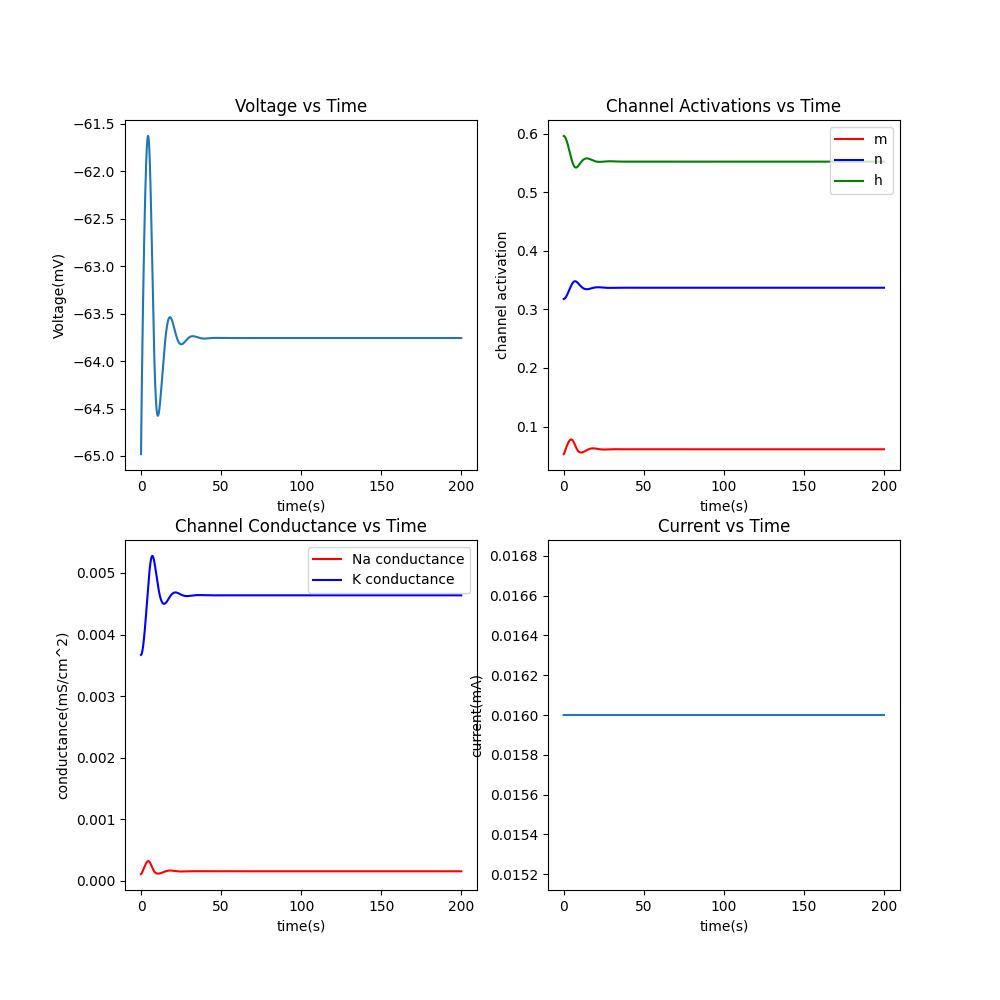 Voltage vs Time
−61.5
−62.0
−62.5
−63.0
−63.5
−64.0
−64.5
−65.0
Voltage(mV)
0 50 100 150 200
time(s)
Channel Activations vs Time
0.6
0.5
0.4
0.3
0.2
0.1
channel activation
m
n
h
0 50 100 150 200
time(s)
Channel Conductance vs Time
0.005
0.004
0.003
0.002
0.001
0.000
conductance(mS/cm^2)
Na conductance
K conductance
0 50 100 150 200
time(s)
Current vs Time
0.0168
0.0166
0.0164
0.0162
0.0160
0.0158
0.0156
0.0154
0.0152
current(mA)
0 50 100 150 200
time(s)